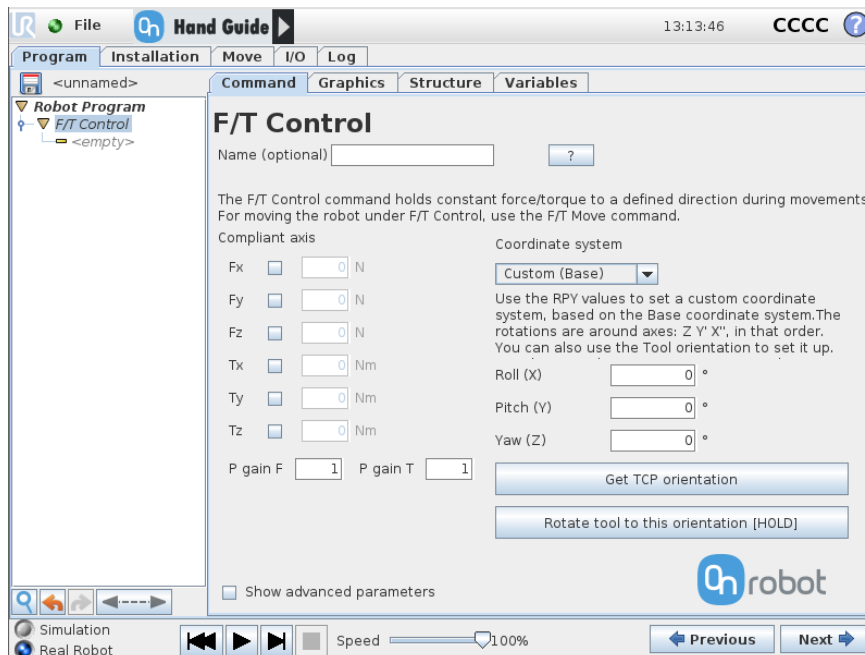 UR File On Hand Guide 13:13:46 CCCC ?
Program Installation Move I/O Log
<unnamed> Command Graphics Structure Variables
Robot Program
F/T Control
<empty>
F/T Control
Name (optional) ?
The F/T Control command holds constant force/torque to a defined direction during movements
For moving the robot under F/T Control, use the F/T Move command.
Compliant axis
Fx 0 N
Fy 0 N
Fz 0 N
Tx 0 Nm
Ty 0 Nm
Tz 0 Nm
P gain F 1 P gain T 1
Coordinate system
Custom (Base)
Use the RPY values to set a custom coordinate
system, based on the Base coordinate system.The
rotations are around axes: Z Y' X'', in that order.
You can also use the Tool orientation to set it up.
Roll (X) 0 °
Pitch (Y) 0 °
Yaw (Z) 0 °
Get TCP orientation
Rotate tool to this orientation [HOLD]
Show advanced parameters
On robot
Simulation
Real Robot
Speed 100%
Previous Next